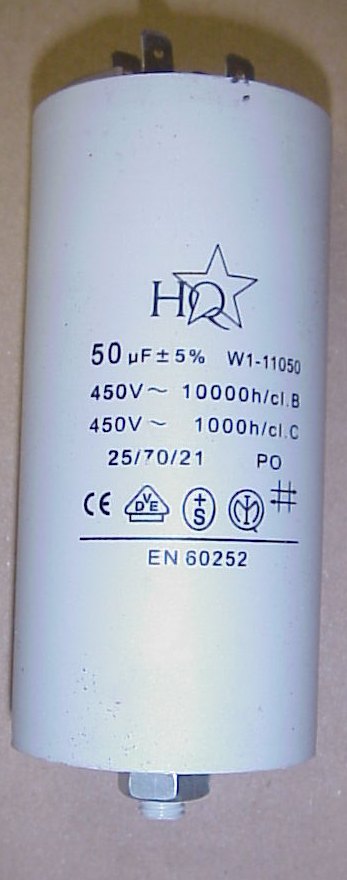 HQ
50 µF ± 5% W1-11050
450V ~ 10000h/cl.B
450V ~ 1000h/cl.C
25/70/21 PO
CE DVE +S
EN 60252